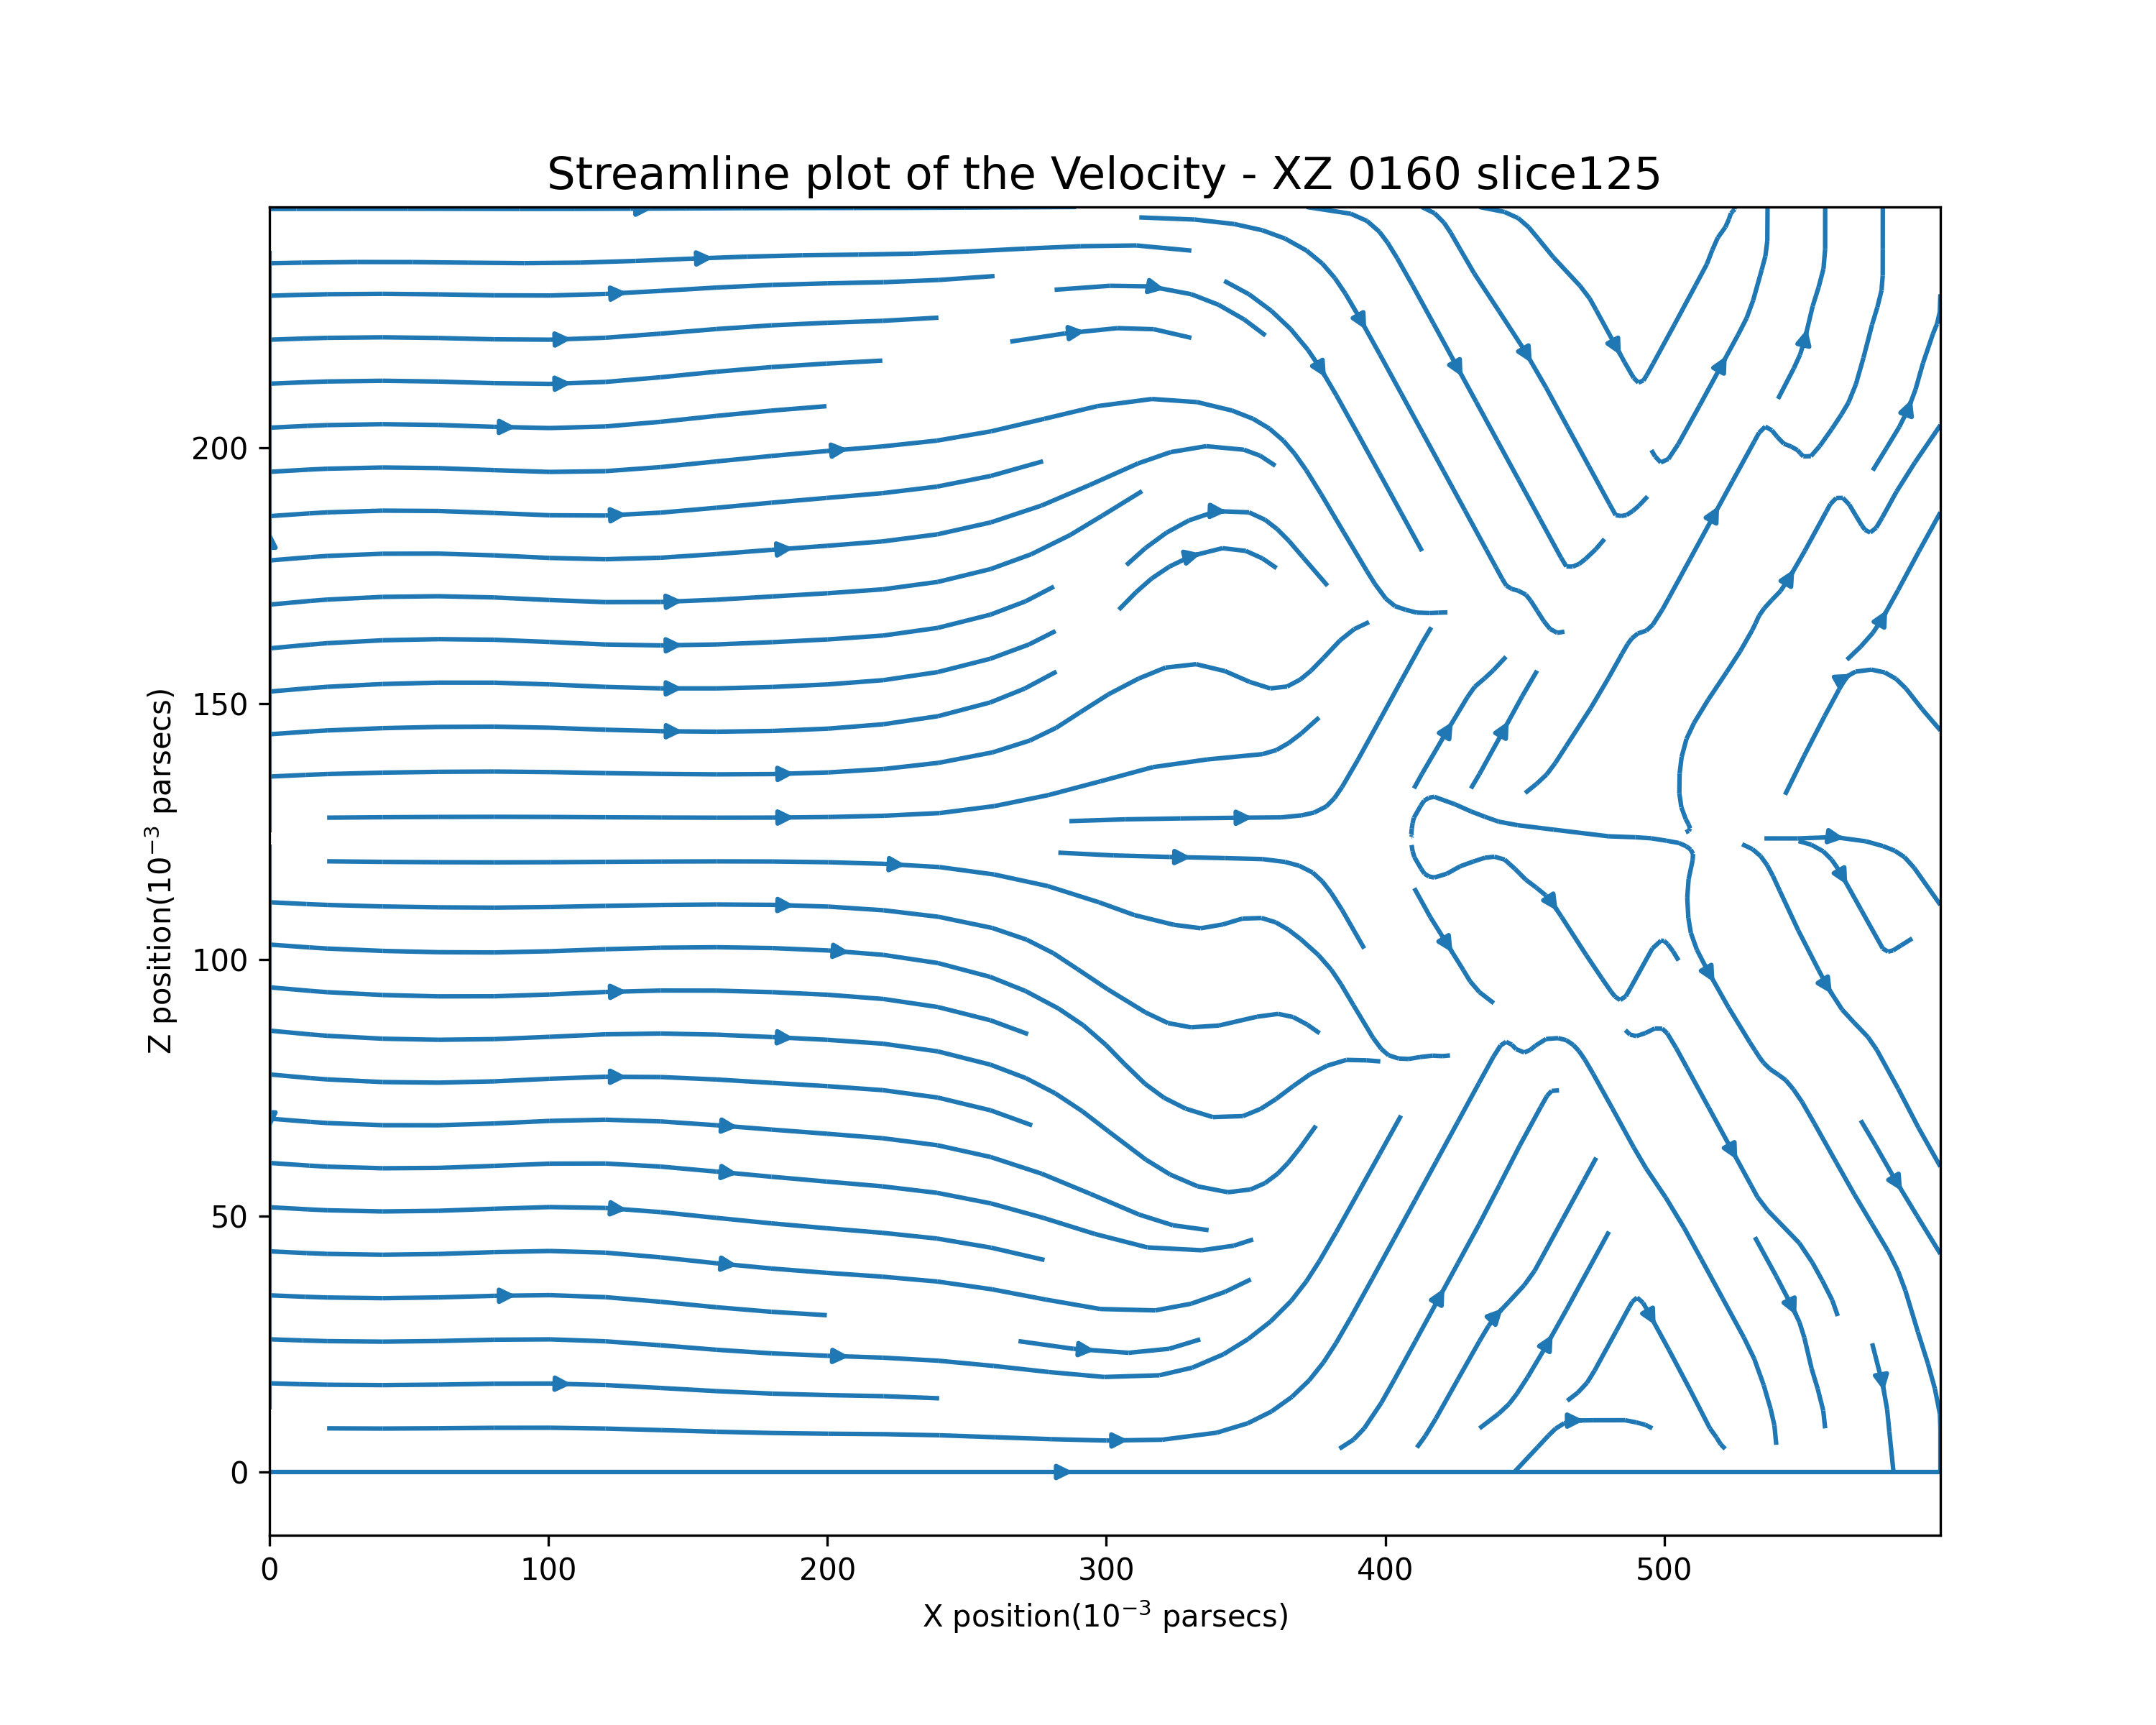 Streamline plot of the Velocity - XZ 0160 slice125
200
150
100
50
0
Z position(10⁻³ parsecs)
0 100 200 300 400 500
X position(10⁻³ parsecs)